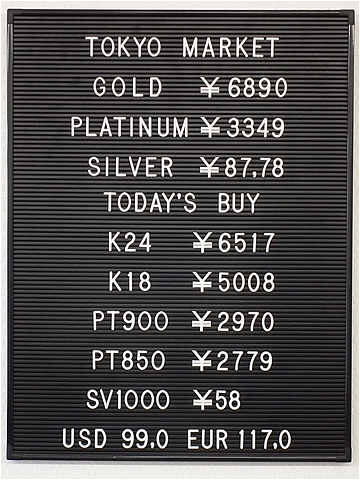 TOKYO MARKET
GOLD ¥6890
PLATINUM ¥3349
SILVER ¥87.78
TODAY'S BUY
K24 ¥6517
K18 ¥5008
PT900 ¥2970
PT850 ¥2779
SV1000 ¥58
USD 99.0 EUR 117.0